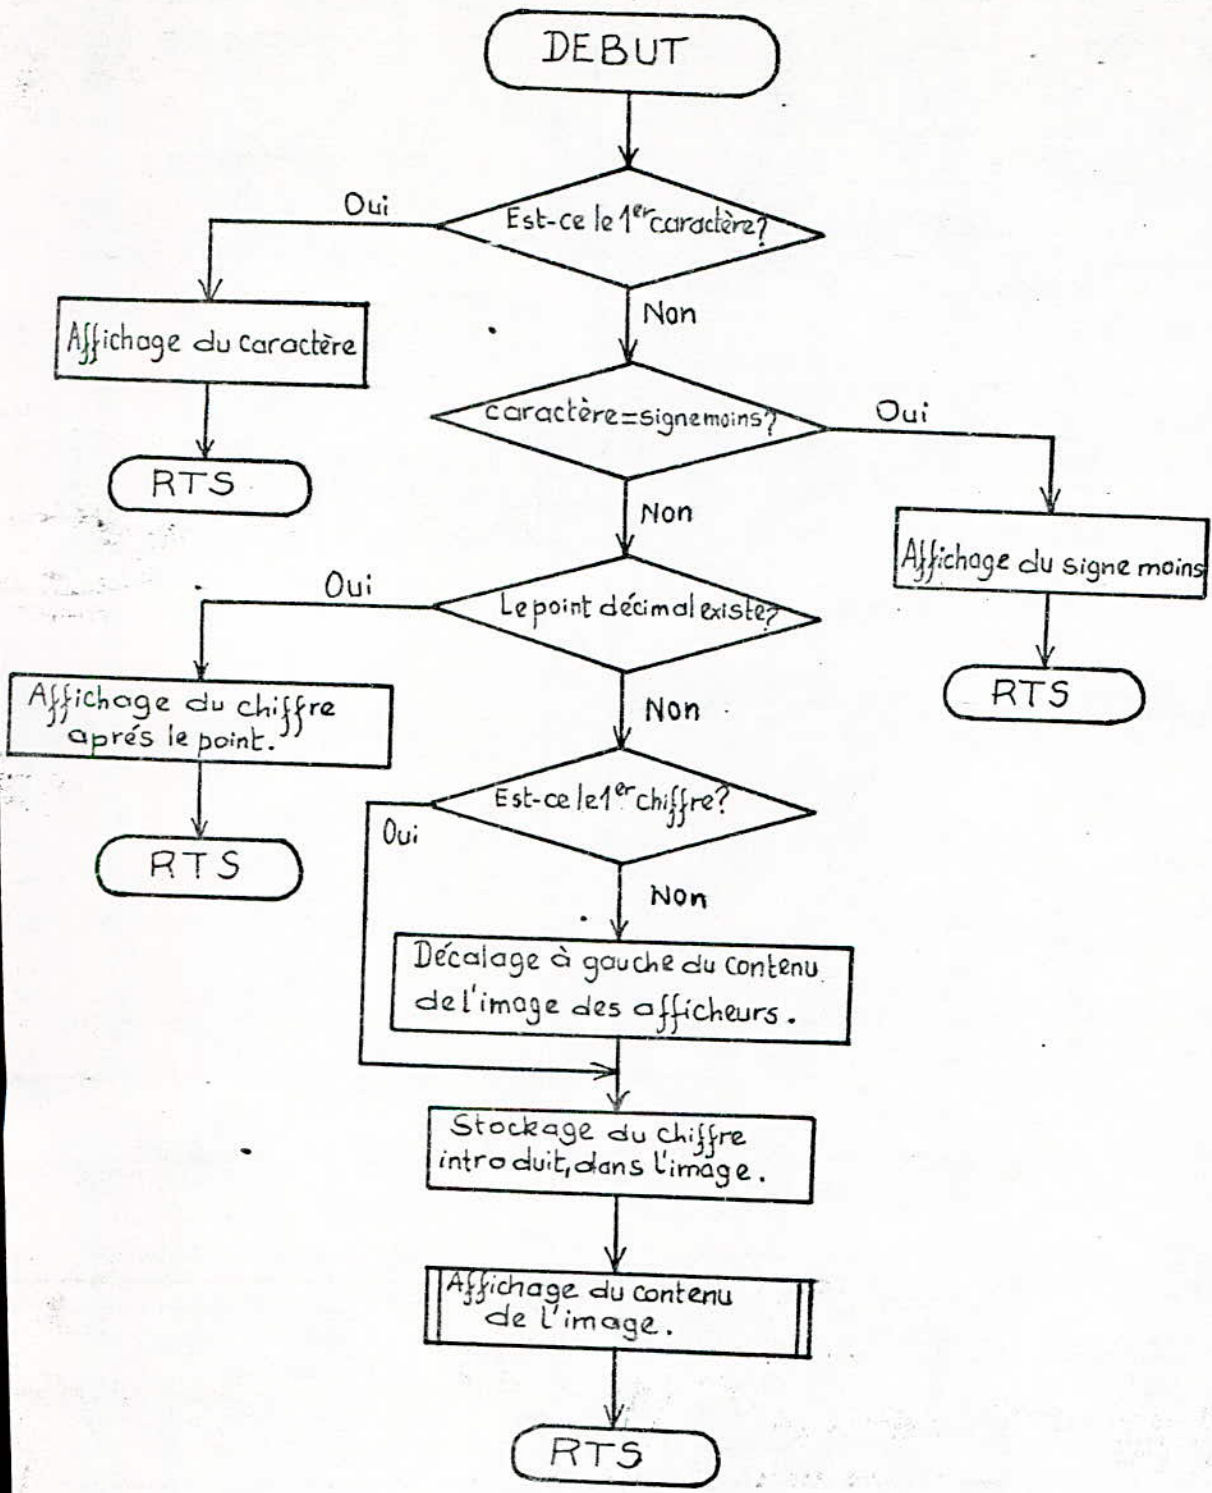 DEBUT
Oui
Est-ce le 1er caractère?
Non
Affichage du caractère
caractère=signe moins?
Oui
RTS
Non
Affichage du signe moins
Oui
Le point décimal existe?
RTS
Affichage du chiffre
aprés le point.
Non
Est-ce le 1er chiffre?
Oui
RTS
Non
Décalage à gauche du contenu
de l'image des afficheurs.
Stockage du chiffre
introduit, dans l'image.
Affichage du contenu
de l'image.
RTS